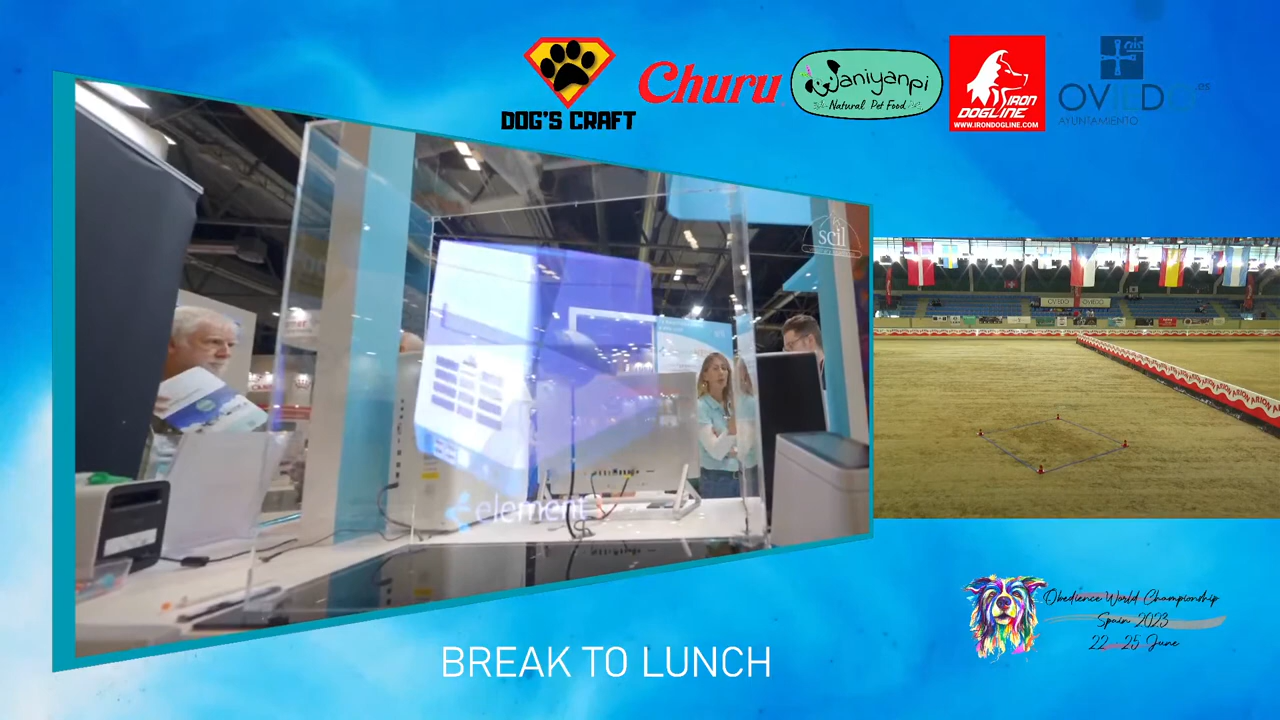 DOG'S CRAFT
Churu
Waniyanpi
Natural Pet Food
IRON
DOGLINE
WWW.IRONDOGLINE.COM
OVIEDO.es
AYUNTAMIENTO
scil
OVIEDO OVIEDO
element
Obedience World Championship
Spain 2023
22 - 25 June
BREAK TO LUNCH